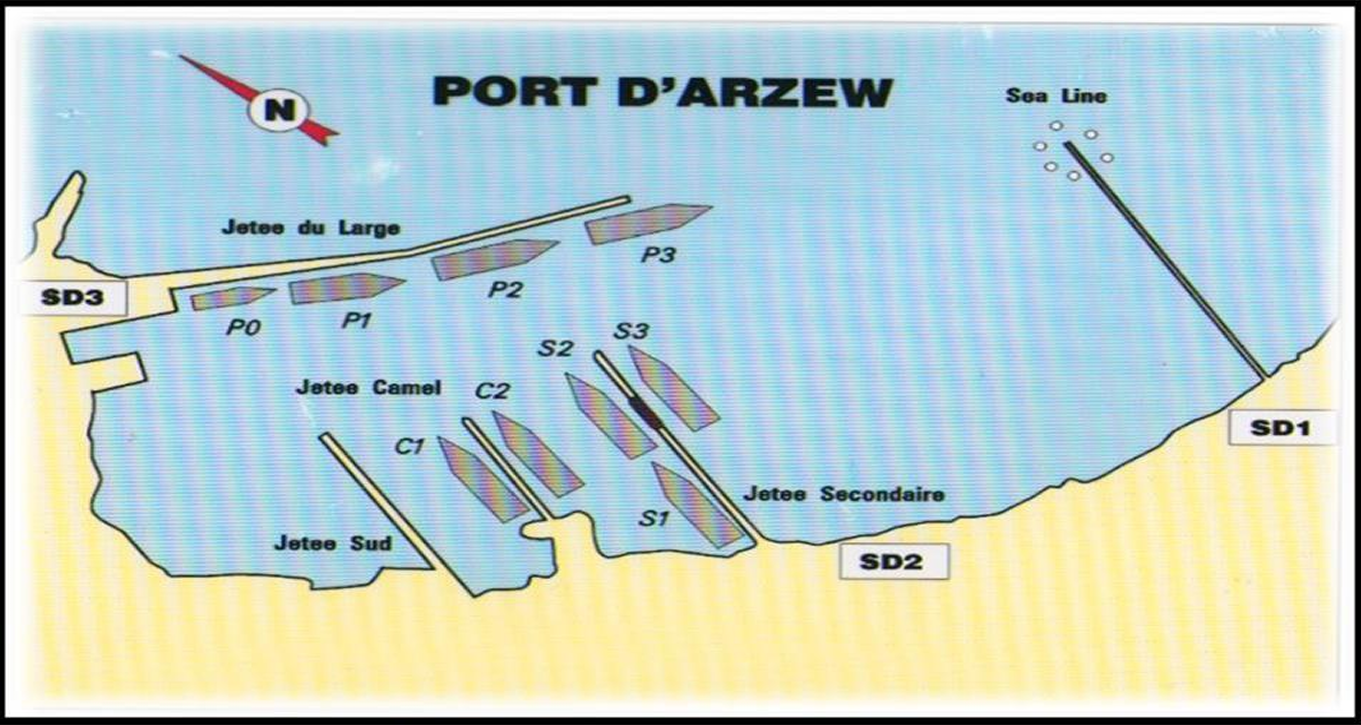 PORT D'ARZEW
N
Sea Line
Jetee du Large
P3
SD3
P2
P0
P1
S3
S2
Jetee Camel
C2
C1
SD1
Jetee Secondaire
S1
Jetee Sud
SD2